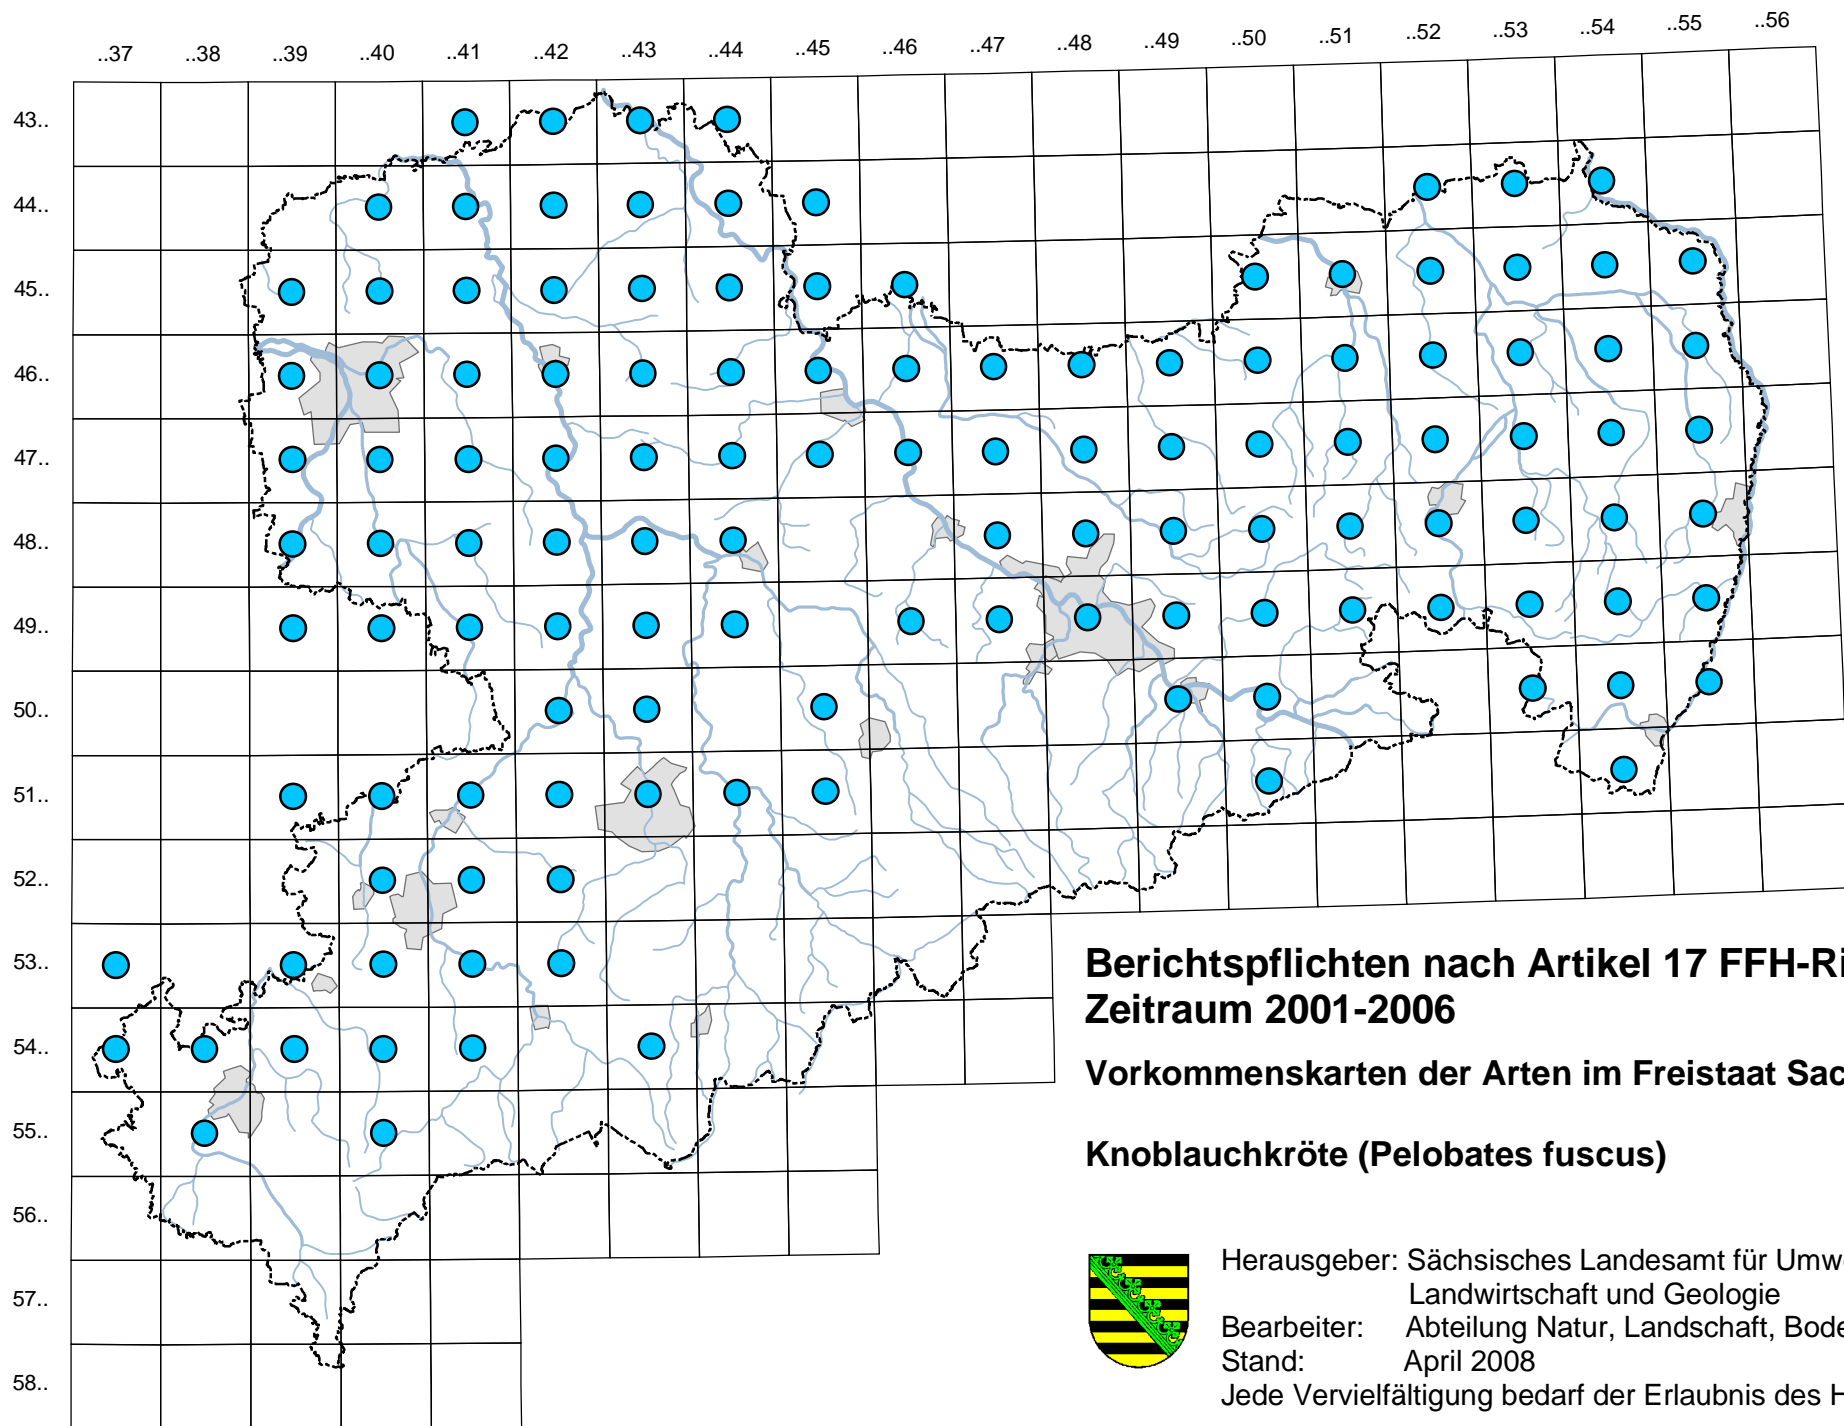 ..37 ..38 ..39 ..40 ..41 ..42 ..43 ..44 ..45 ..46 ..47 ..48 ..49 ..50 ..51 ..52 ..53 ..54 ..55 ..56
43..
44..
45..
46..
47..
48..
49..
50..
51..
52..
53..
54..
55..
56..
57..
58..
Berichtspflichten nach Artikel 17 FFH-Ri
Zeitraum 2001-2006
Vorkommenskarten der Arten im Freistaat Sac
Knoblauchkröte (Pelobates fuscus)
Herausgeber: Sächsisches Landesamt für Umwe
Landwirtschaft und Geologie
Bearbeiter: Abteilung Natur, Landschaft, Bode
Stand: April 2008
Jede Vervielfältigung bedarf der Erlaubnis des H